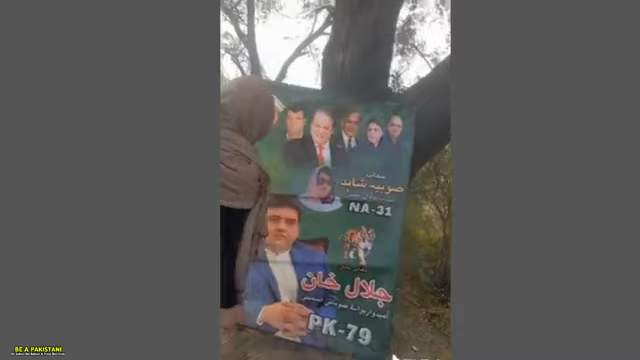 صوبیہ شاہد
NA-31
جلال خان
امیدوار برائے صوبائی اسمبلی
PK-79
BE A PAKISTANI